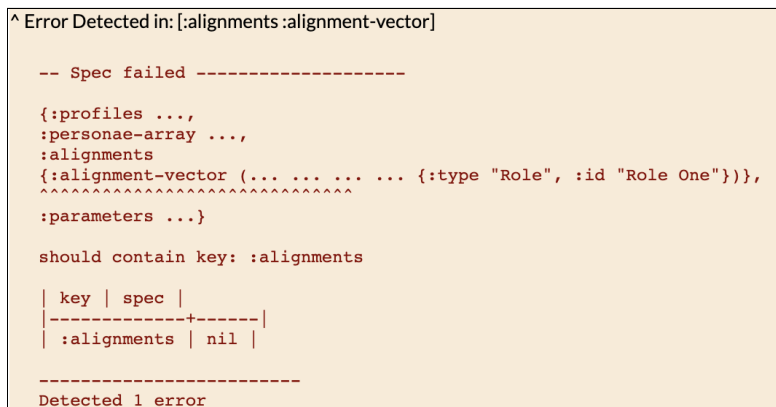 ^ Error Detected in: [:alignments :alignment-vector]
-- Spec failed --------------------
{:profiles ...,
:personae-array ...,
:alignments
{:alignment-vector (... ... ... ... {:type "Role", :id "Role One"})},
^^^^^^^^^^^^^^^^^^^^^^^^^^^^^^
:parameters ...}
should contain key: :alignments
| key | spec |
|-------------+------|
| :alignments | nil |
-------------------------
Detected 1 error